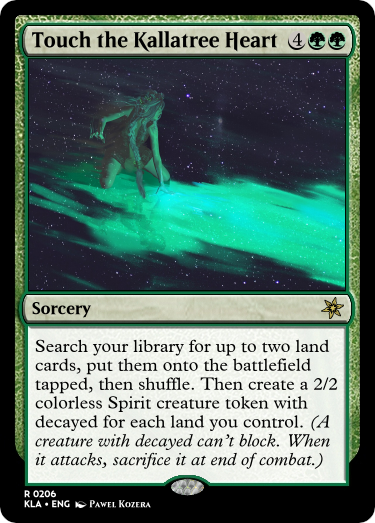 Touch the Kallatree Heart 4
Sorcery
Search your library for up to two land
cards, put them onto the battlefield
tapped, then shuffle. Then create a 2/2
colorless Spirit creature token with
decayed for each land you control. (A
creature with decayed can't block. When
it attacks, sacrifice it at end of combat.)
R 0206
KLA • ENG Pawel Kozera